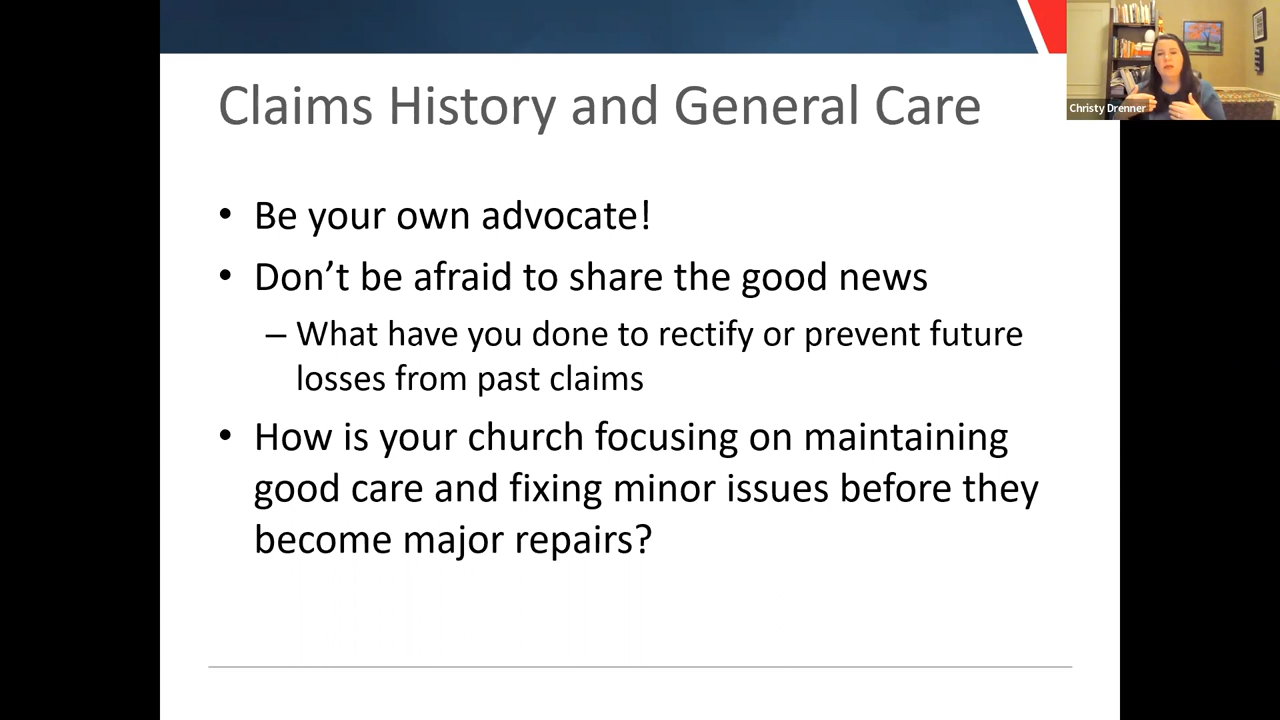 Claims History and General Care
Christy Drenner
• Be your own advocate!
• Don’t be afraid to share the good news
– What have you done to rectify or prevent future
losses from past claims
• How is your church focusing on maintaining
good care and fixing minor issues before they
become major repairs?